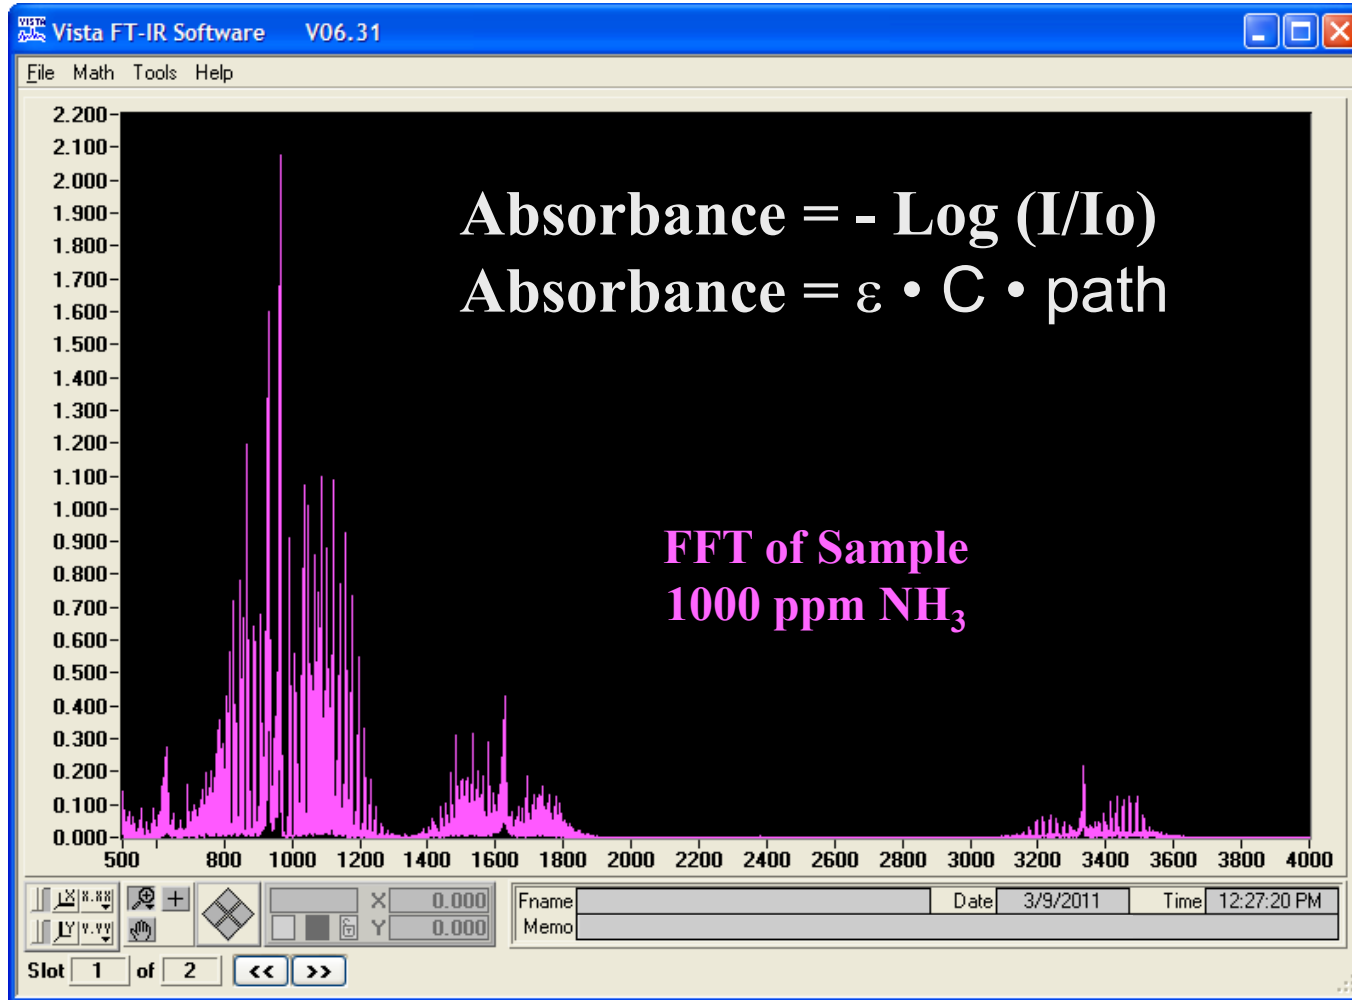 VISTA
Vista FT-IR Software V06.31
File Math Tools Help
2.200
2.100
2.000
1.900
1.800
1.700
1.600
1.500
1.400
1.300
1.200
1.100
1.000
0.900
0.800
0.700
0.600
0.500
0.400
0.300
0.200
0.100
0.000
Absorbance = - Log (I/Io)
Absorbance = ε • C • path
FFT of Sample
1000 ppm NH₃
500 800 1000 1200 1400 1600 1800 2000 2200 2400 2600 2800 3000 3200 3400 3600 3800 4000
X X.XX
Y Y.YY
X 0.000
Y 0.000
Fname Date 3/9/2011 Time 12:27:20 PM
Memo
Slot 1 of 2 << >>